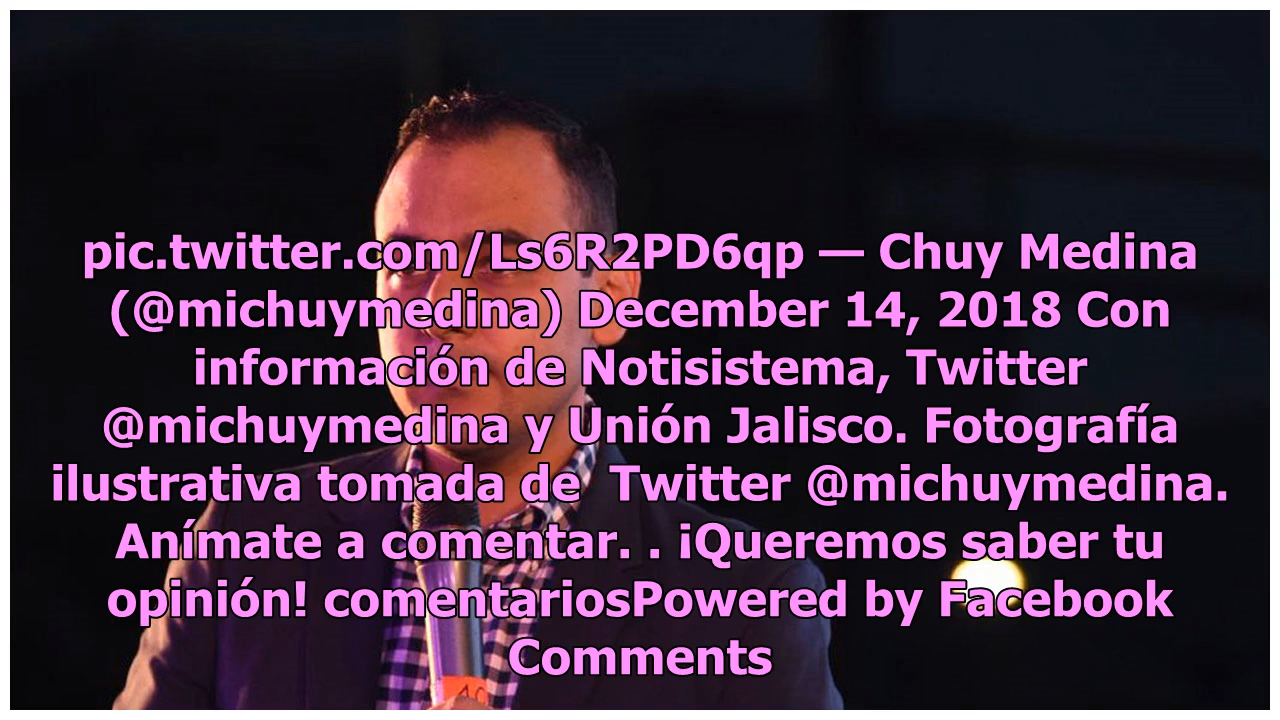 pic.twitter.com/Ls6R2PD6qp — Chuy Medina
(@michuymedina) December 14, 2018 Con
información de Notisistema, Twitter
@michuymedina y Unión Jalisco. Fotografía
ilustrativa tomada de  Twitter @michuymedina.
Anímate a comentar. . ¡Queremos saber tu
opinión! comentariosPowered by Facebook
Comments